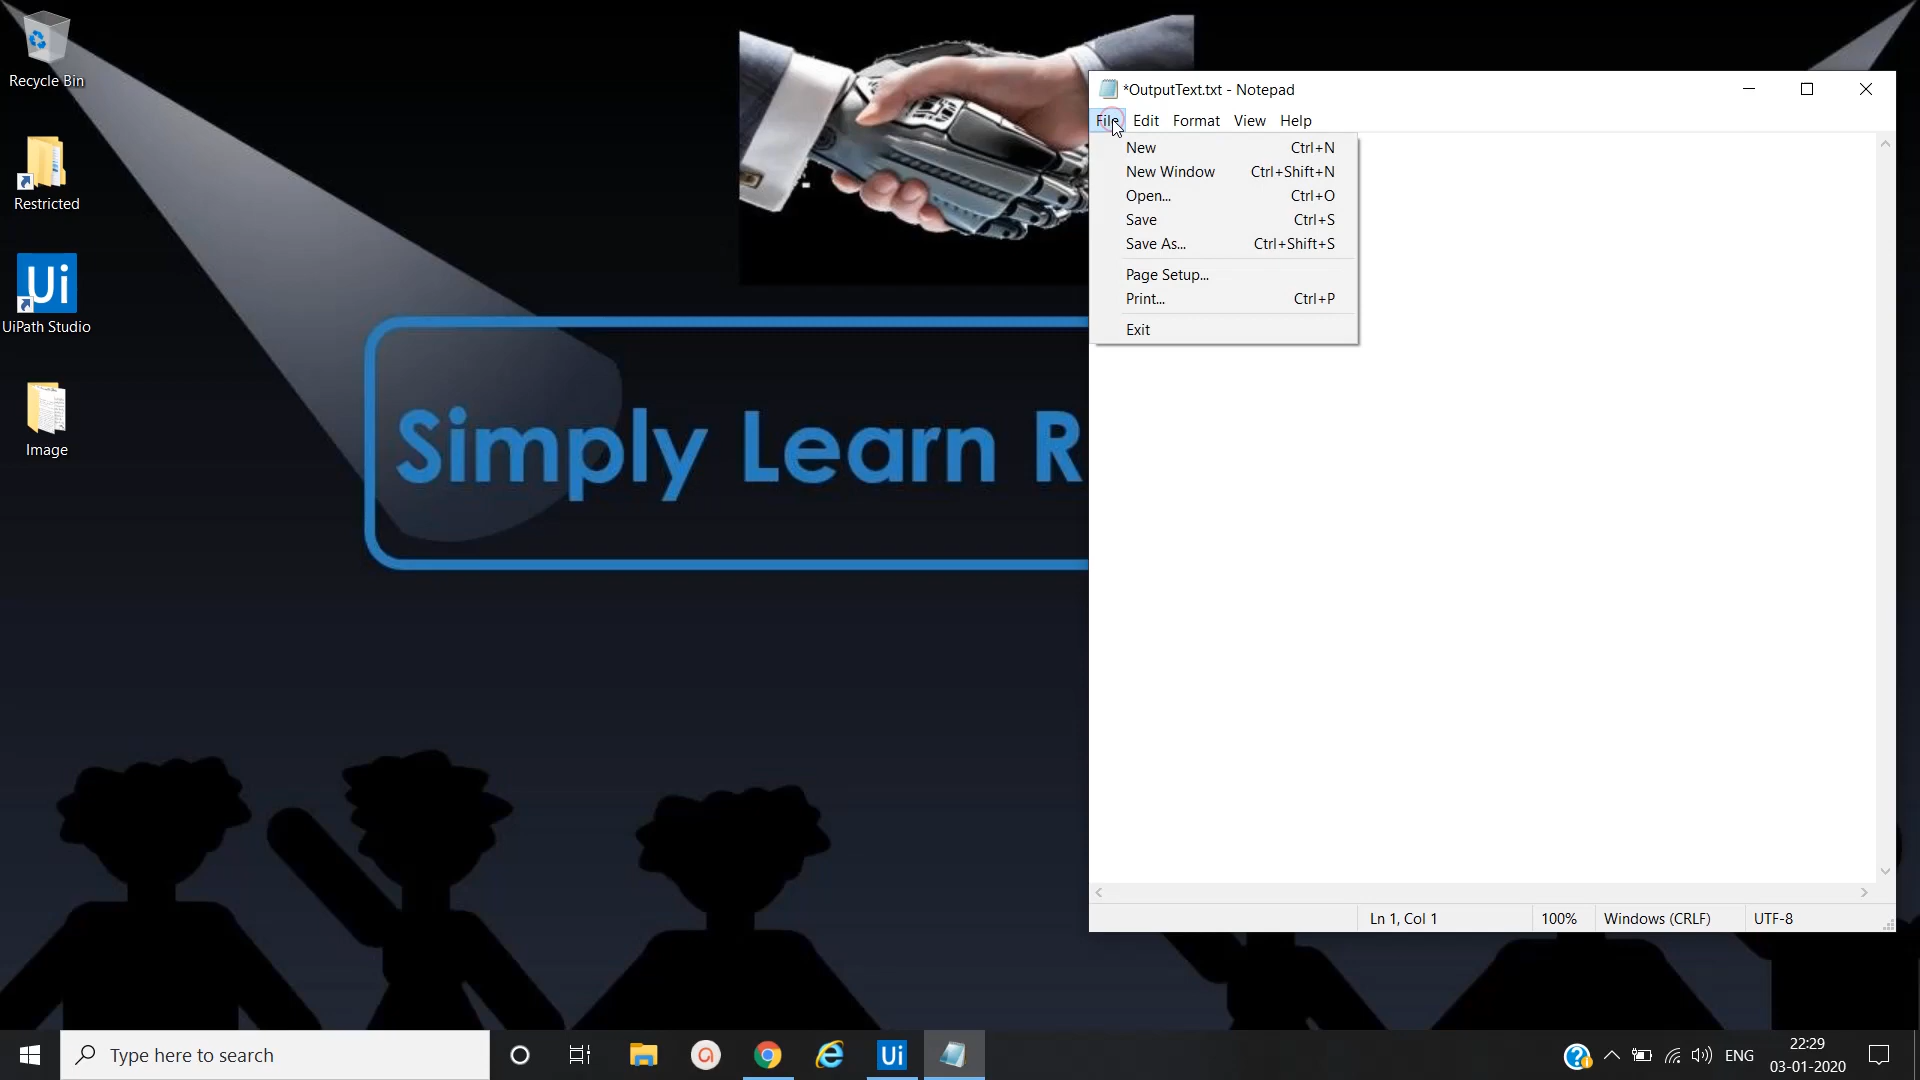 Recycle Bin
Restricted
Ui
UiPath Studio
Image
Simply Learn R
*OutputText.txt - Notepad
File Edit Format View Help
New Ctrl+N
New Window Ctrl+Shift+N
Open... Ctrl+O
Save Ctrl+S
Save As... Ctrl+Shift+S
Page Setup...
Print... Ctrl+P
Exit
Ln 1, Col 1 100% Windows (CRLF) UTF-8
Type here to search
Ui
ENG
22:29
03-01-2020